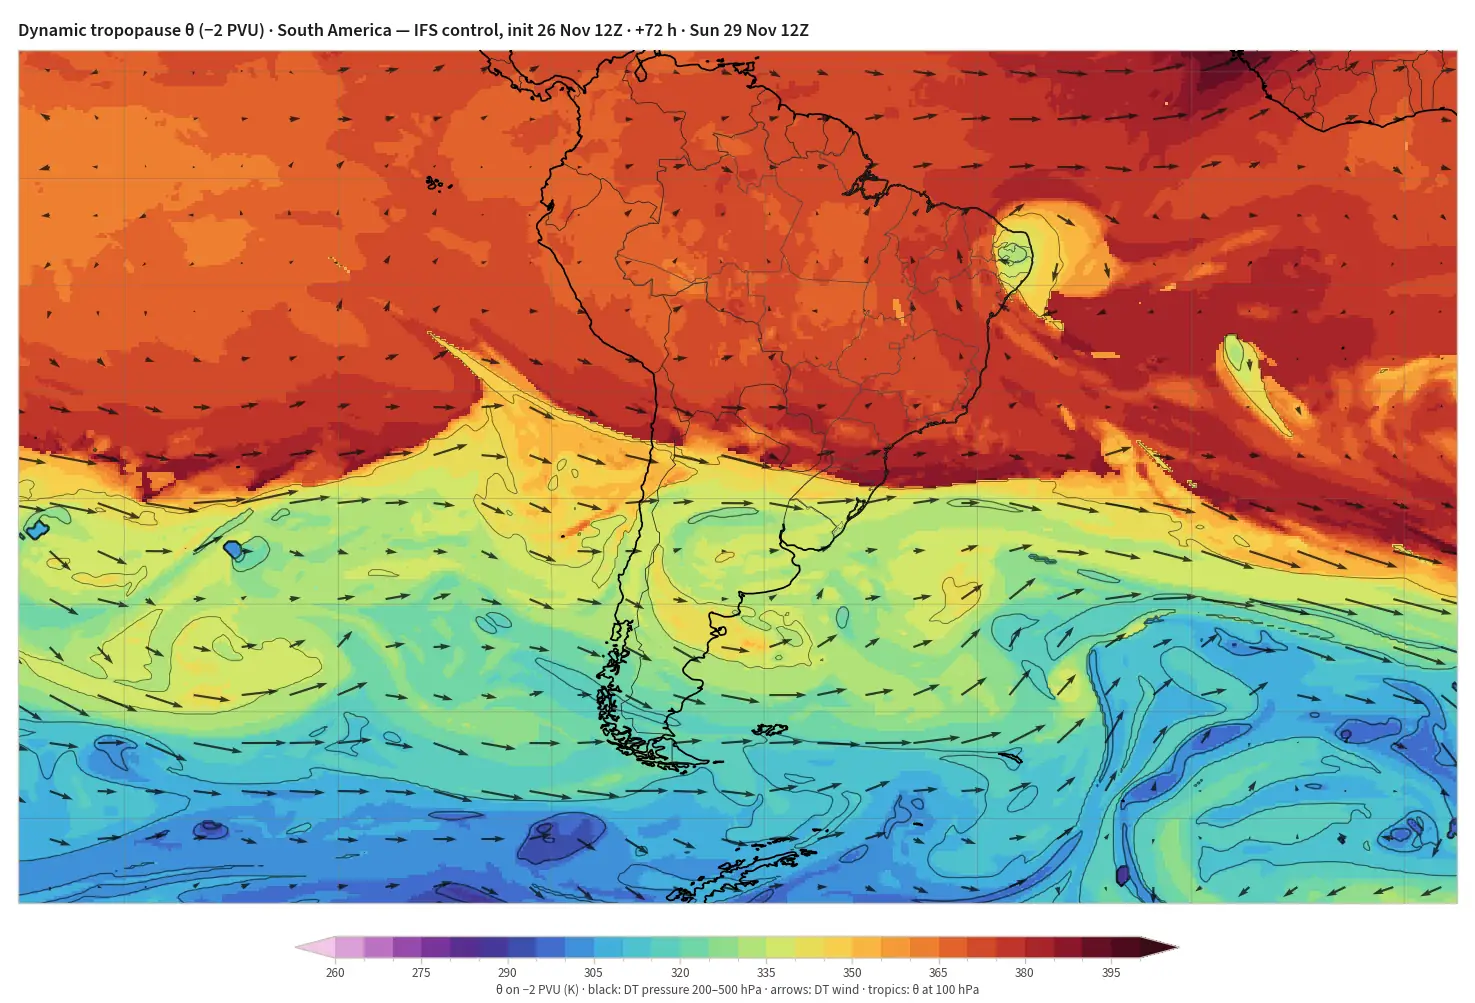 Dynamic tropopause θ (−2 PVU) · South America — IFS control, init 26 Nov 12Z · +72 h · Sun 29 Nov 12Z
260 275 290 305 320 335 350 365 380 395
θ on −2 PVU (K) · black: DT pressure 200–500 hPa · arrows: DT wind · tropics: θ at 100 hPa